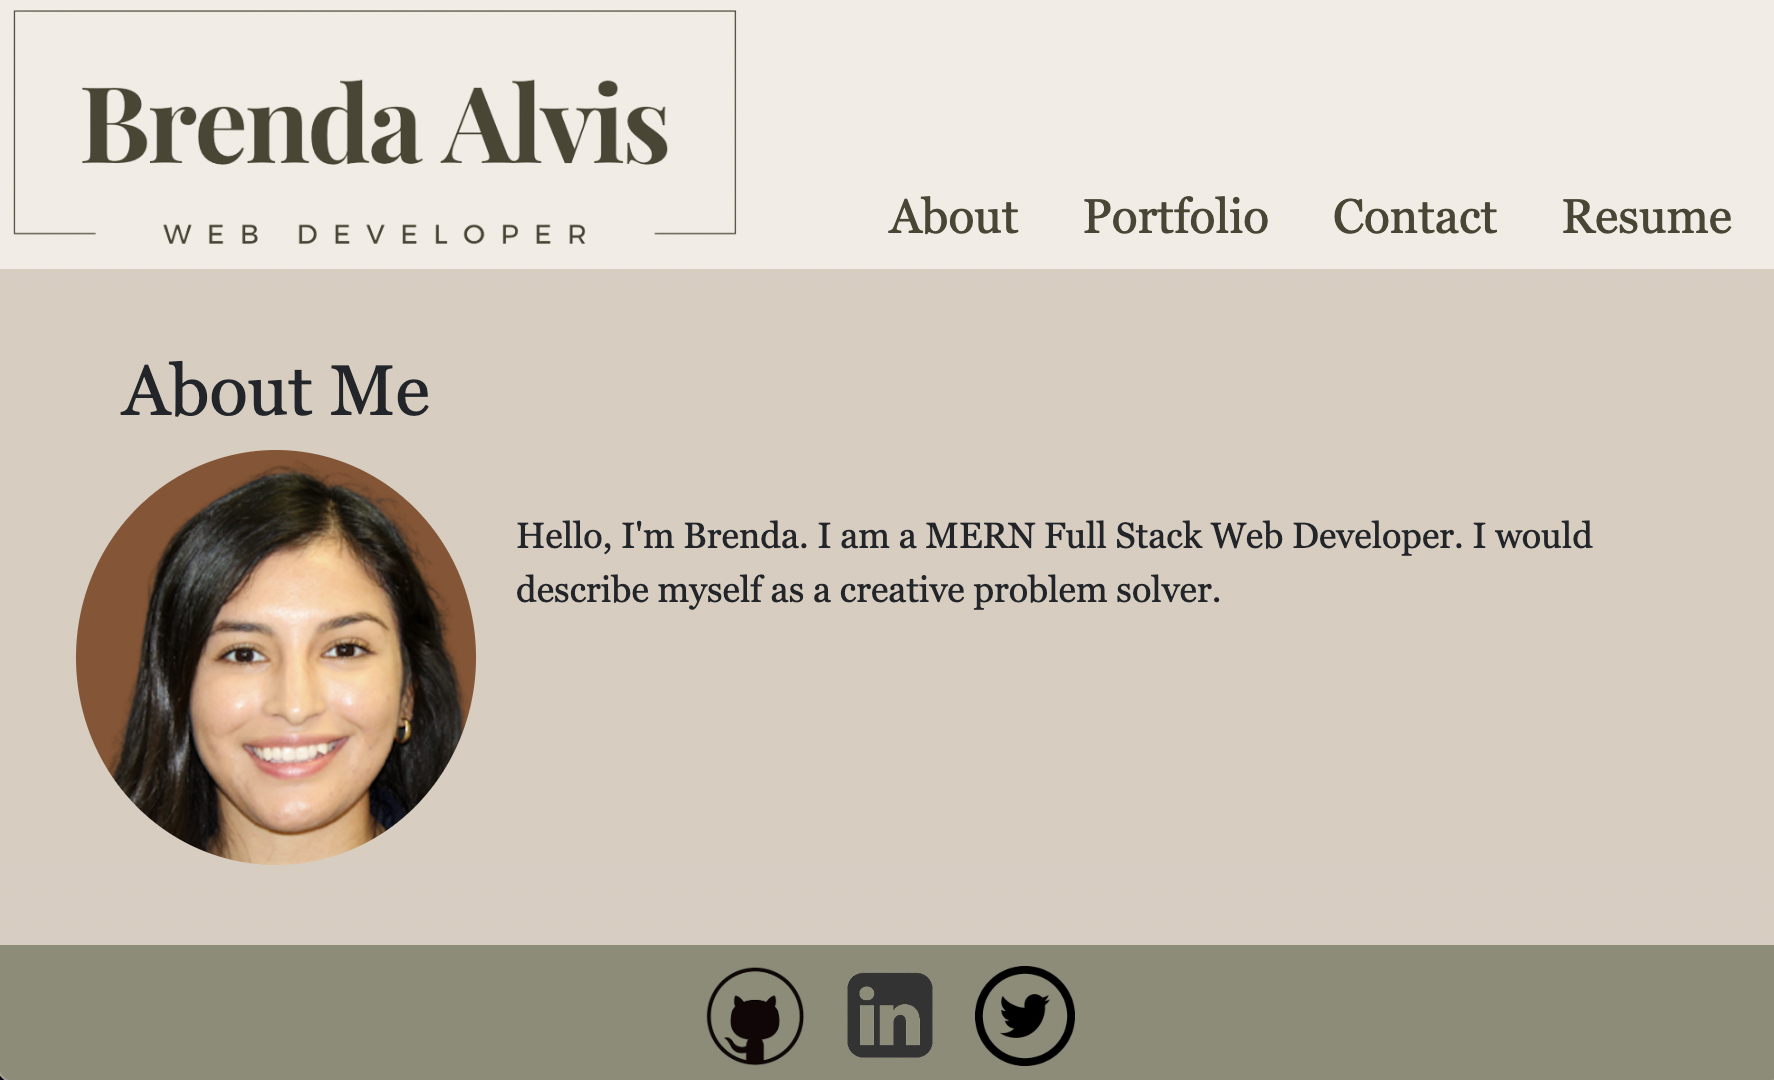 Brenda Alvis
WEB DEVELOPER
About Portfolio Contact Resume
About Me
Hello, I'm Brenda. I am a MERN Full Stack Web Developer. I would
describe myself as a creative problem solver.
in